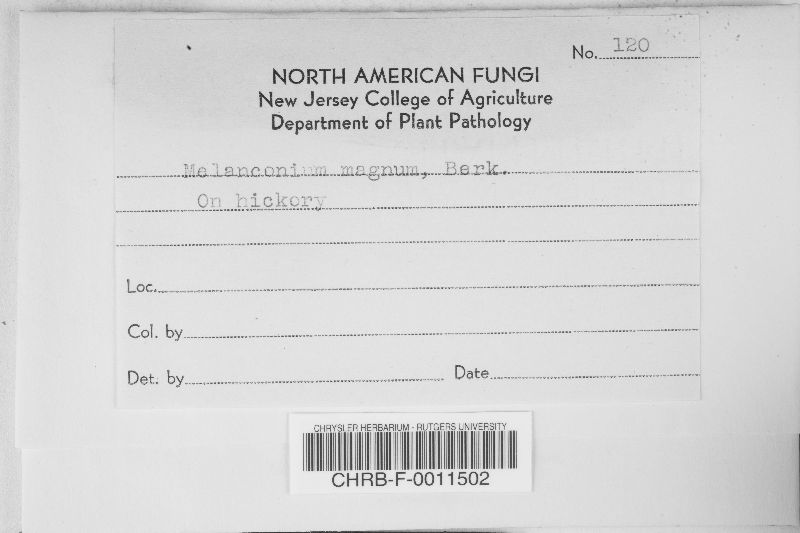 No. 120
NORTH AMERICAN FUNGI
New Jersey College of Agriculture
Department of Plant Pathology
Melanconium magnum, Berk.
On hickory
Loc.
Col. by
Det. by Date
CHRYSLER HERBARIUM - RUTGERS UNIVERSITY
CHRB-F-0011502